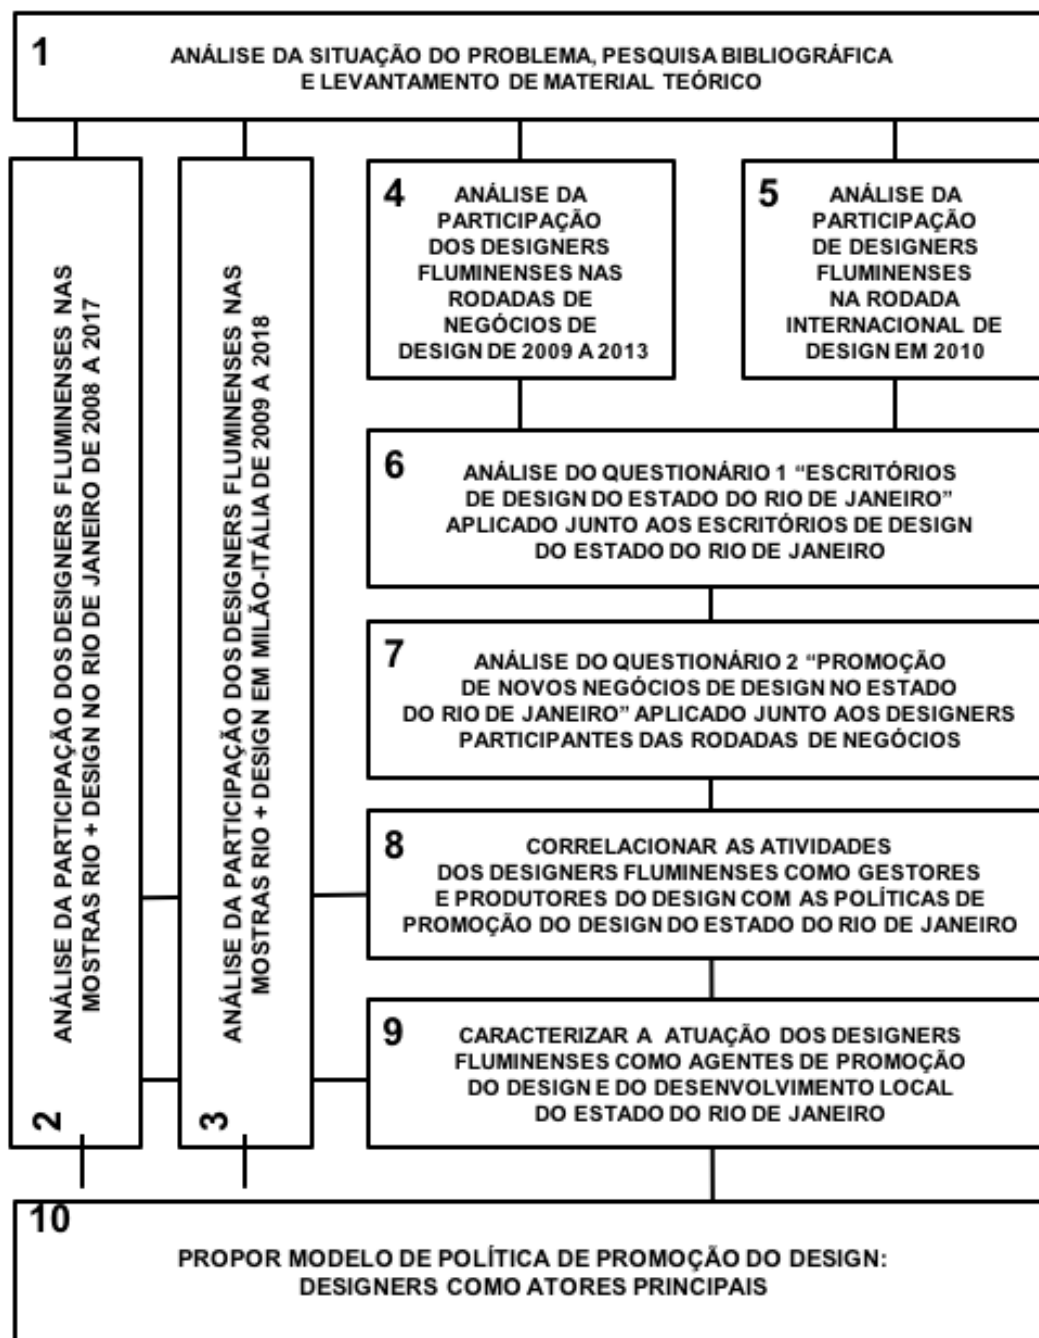 1
ANÁLISE DA SITUAÇÃO DO PROBLEMA, PESQUISA BIBLIOGRÁFICA
E LEVANTAMENTO DE MATERIAL TEÓRICO
2
ANÁLISE DA PARTICIPAÇÃO DOS DESIGNERS FLUMINENSES NAS
MOSTRAS RIO + DESIGN NO RIO DE JANEIRO DE 2008 A 2017
3
ANÁLISE DA PARTICIPAÇÃO DOS DESIGNERS FLUMINENSES NAS
MOSTRAS RIO + DESIGN EM MILÃO-ITÁLIA DE 2009 A 2018
4
ANÁLISE DA
PARTICIPAÇÃO
DOS DESIGNERS
FLUMINENSES NAS
RODADAS DE
NEGÓCIOS DE
DESIGN DE 2009 A 2013
5
ANÁLISE DA
PARTICIPAÇÃO
DE DESIGNERS
FLUMINENSES
NA RODADA
INTERNACIONAL DE
DESIGN EM 2010
6
ANÁLISE DO QUESTIONÁRIO 1 “ESCRITÓRIOS
DE DESIGN DO ESTADO DO RIO DE JANEIRO”
APLICADO JUNTO AOS ESCRITÓRIOS DE DESIGN
DO ESTADO DO RIO DE JANEIRO
7
ANÁLISE DO QUESTIONÁRIO 2 “PROMOÇÃO
DE NOVOS NEGÓCIOS DE DESIGN NO ESTADO
DO RIO DE JANEIRO” APLICADO JUNTO AOS DESIGNERS
PARTICIPANTES DAS RODADAS DE NEGÓCIOS
8
CORRELACIONAR AS ATIVIDADES
DOS DESIGNERS FLUMINENSES COMO GESTORES
E PRODUTORES DO DESIGN COM AS POLÍTICAS DE
PROMOÇÃO DO DESIGN DO ESTADO DO RIO DE JANEIRO
9
CARACTERIZAR A ATUAÇÃO DOS DESIGNERS
FLUMINENSES COMO AGENTES DE PROMOÇÃO
DO DESIGN E DO DESENVOLVIMENTO LOCAL
DO ESTADO DO RIO DE JANEIRO
10
PROPOR MODELO DE POLÍTICA DE PROMOÇÃO DO DESIGN:
DESIGNERS COMO ATORES PRINCIPAIS